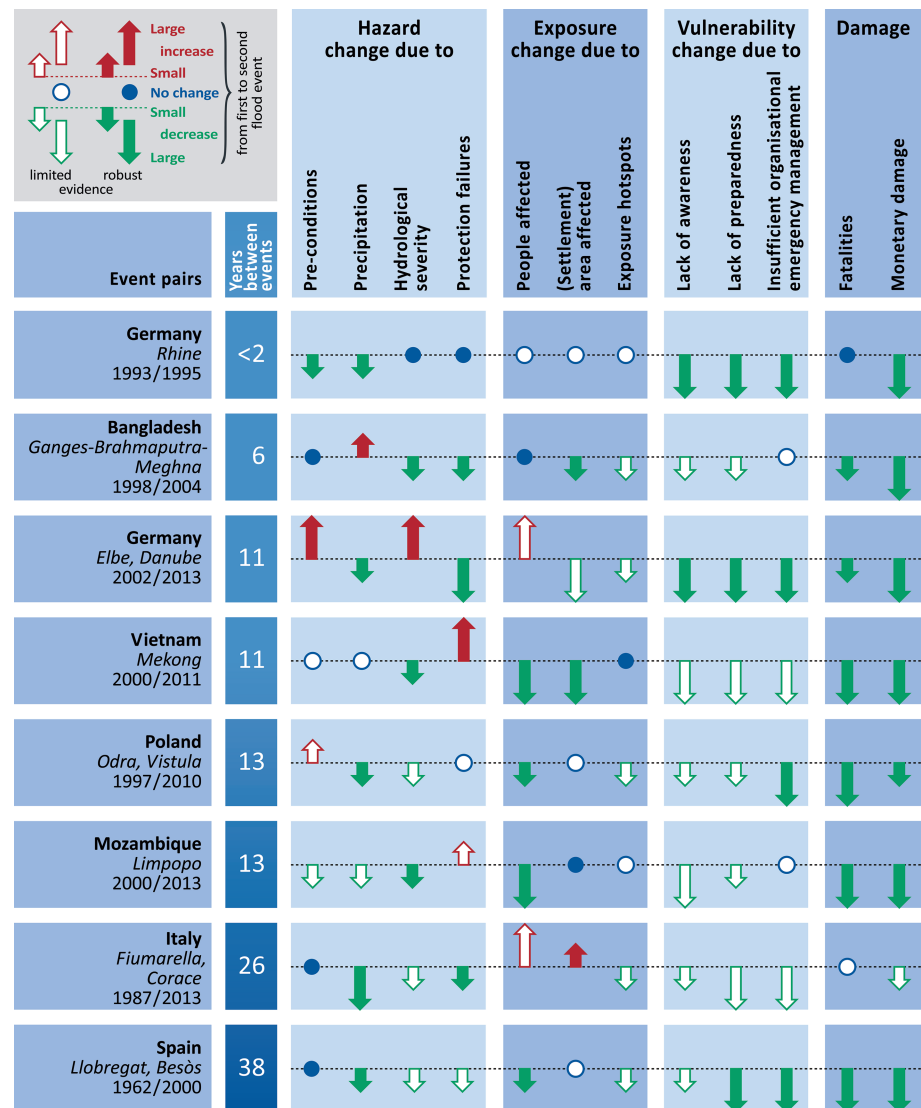 Large
increase
Small
No change
Small
decrease
Large
limited
robust
evidence
from first to second
flood event
Hazard
change due to
Exposure
change due to
Vulnerability
change due to
Damage
Event pairs
Years
between
events
Pre-conditions
Precipitation
Hydrological
severity
Protection failures
People affected
(Settlement)
area affected
Exposure hotspots
Lack of awareness
Lack of preparedness
Insufficient organisational
emergency management
Fatalities
Monetary damage
Germany
Rhine
1993/1995
<2
Bangladesh
Ganges-Brahmaputra-
Meghna
1998/2004
6
Germany
Elbe, Danube
2002/2013
11
Vietnam
Mekong
2000/2011
11
Poland
Odra, Vistula
1997/2010
13
Mozambique
Limpopo
2000/2013
13
Italy
Fiumarella,
Corace
1987/2013
26
Spain
Llobregat, Besòs
1962/2000
38